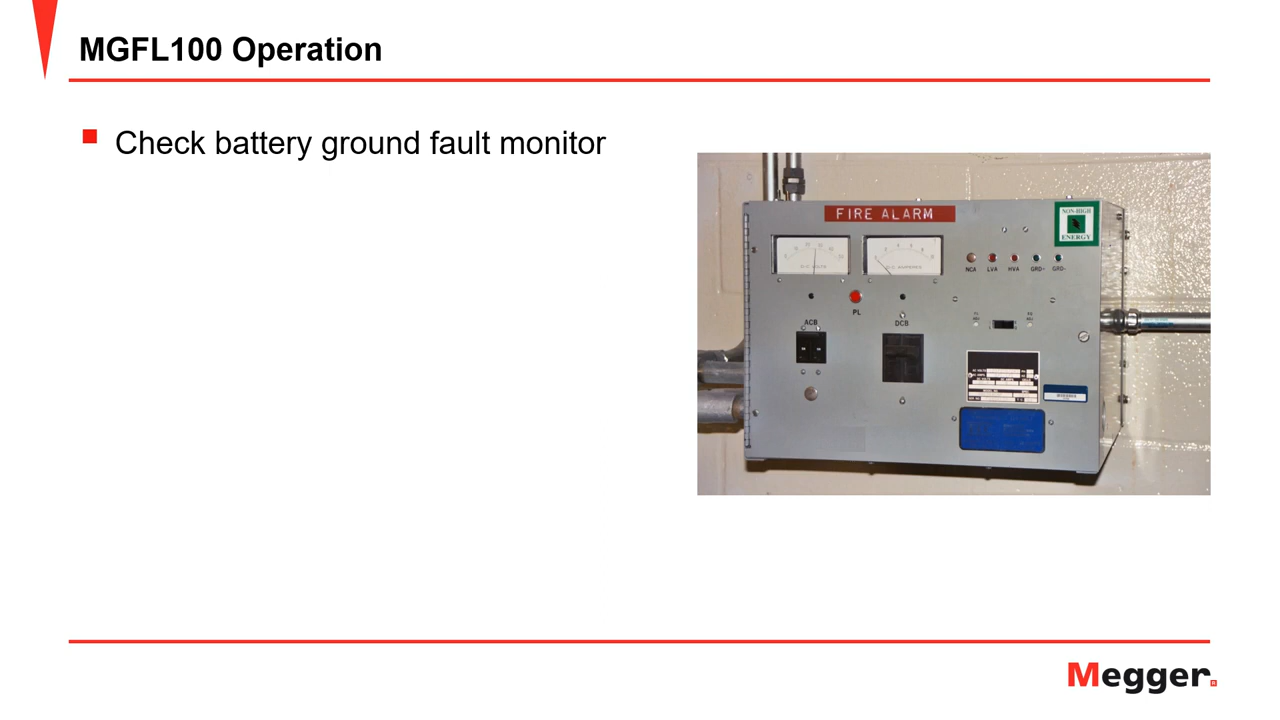 MGFL100 Operation
Check battery ground fault monitor
FIRE ALARM
NON-HIGH
ENERGY
NCA LVA HVA GRD+ GRD-
PL
ACB
DCB
Megger